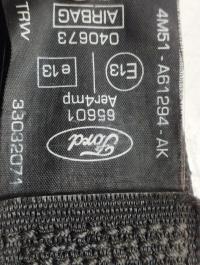 4M51 - A61294 - AK
Ford
65601
Aer4mp
E13
e13
040673
AIRBAG
TRW
33032071